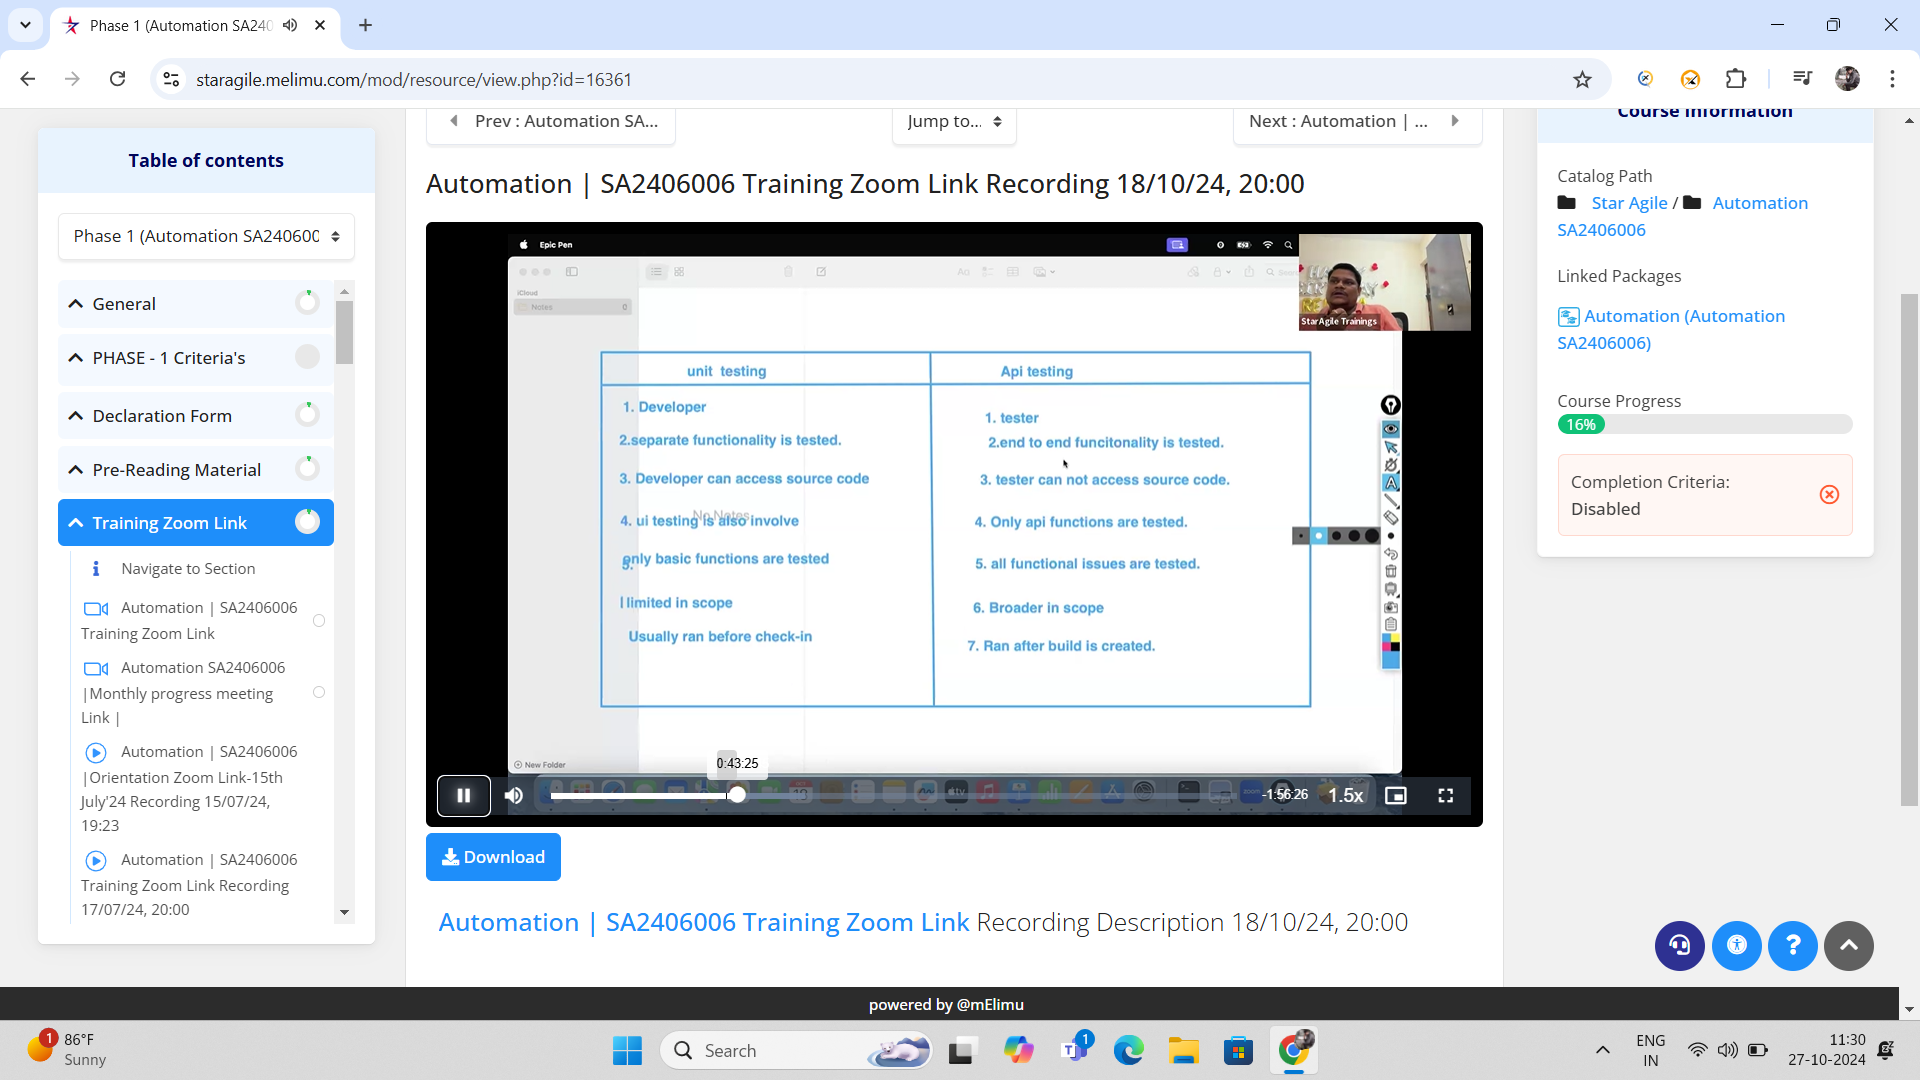 Phase 1 (Automation SA240
staragile.melimu.com/mod/resource/view.php?id=16361
Table of contents
Phase 1 (Automation SA240600
General
PHASE - 1 Criteria's
Declaration Form
Pre-Reading Material
Training Zoom Link
Navigate to Section
Automation | SA2406006
Training Zoom Link
Automation SA2406006
|Monthly progress meeting
Link |
Automation | SA2406006
|Orientation Zoom Link-15th
July'24 Recording 15/07/24,
19:23
Automation | SA2406006
Training Zoom Link Recording
17/07/24, 20:00
Prev : Automation SA...
Jump to...
Next : Automation | ...
Automation | SA2406006 Training Zoom Link Recording 18/10/24, 20:00
Epic Pen
iCloud
Notes 0
StarAgile Trainings
unit testing
Api testing
1. Developer
1. tester
2.separate functionality is tested.
2.end to end funcitonality is tested.
3. Developer can access source code
3. tester can not access source code.
No Notes
4. ui testing is also involve
4. Only api functions are tested.
5.
only basic functions are tested
5. all functional issues are tested.
limited in scope
6. Broader in scope
Usually ran before check-in
7. Ran after build is created.
New Folder
0:43:25
-1:56:26
1.5x
Download
Automation | SA2406006 Training Zoom Link Recording Description 18/10/24, 20:00
Course Information
Catalog Path
Star Agile / Automation
SA2406006
Linked Packages
Automation (Automation
SA2406006)
Course Progress
16%
Completion Criteria:
Disabled
powered by @mElimu
1
86°F
Sunny
Search
1
ENG
IN
11:30
27-10-2024